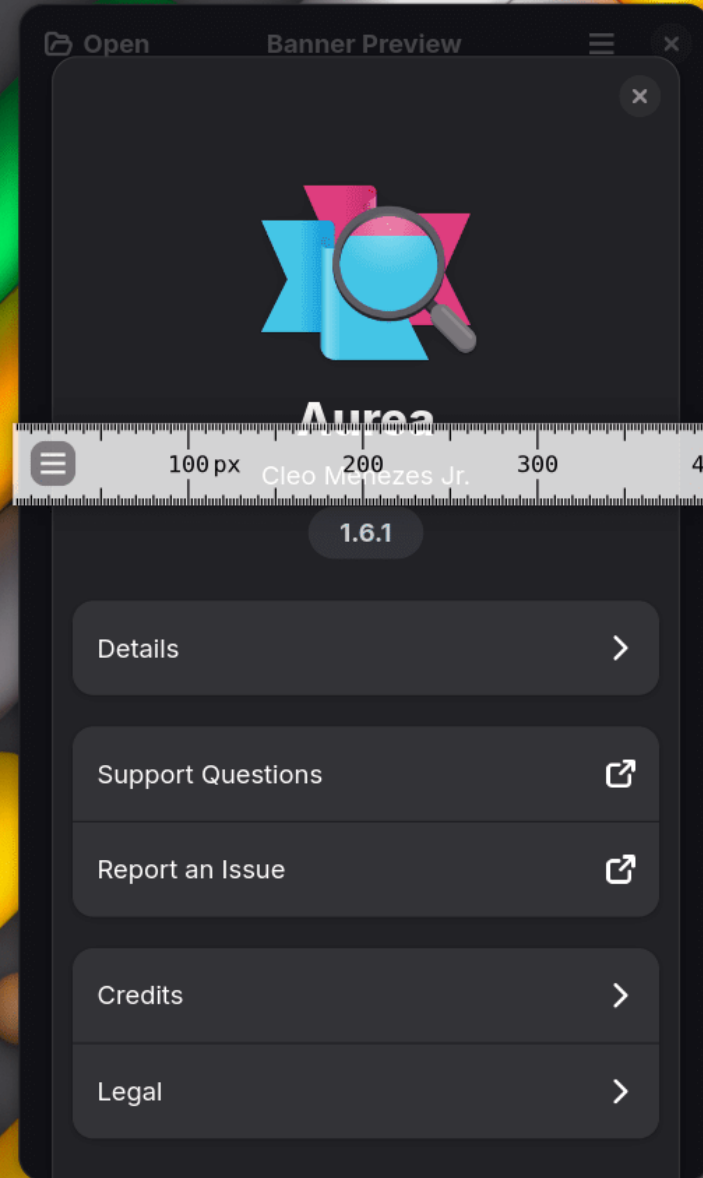 Open
Banner Preview
Aurea
100 px 200 300 4
Cleo Menezes Jr.
1.6.1
Details
Support Questions
Report an Issue
Credits
Legal